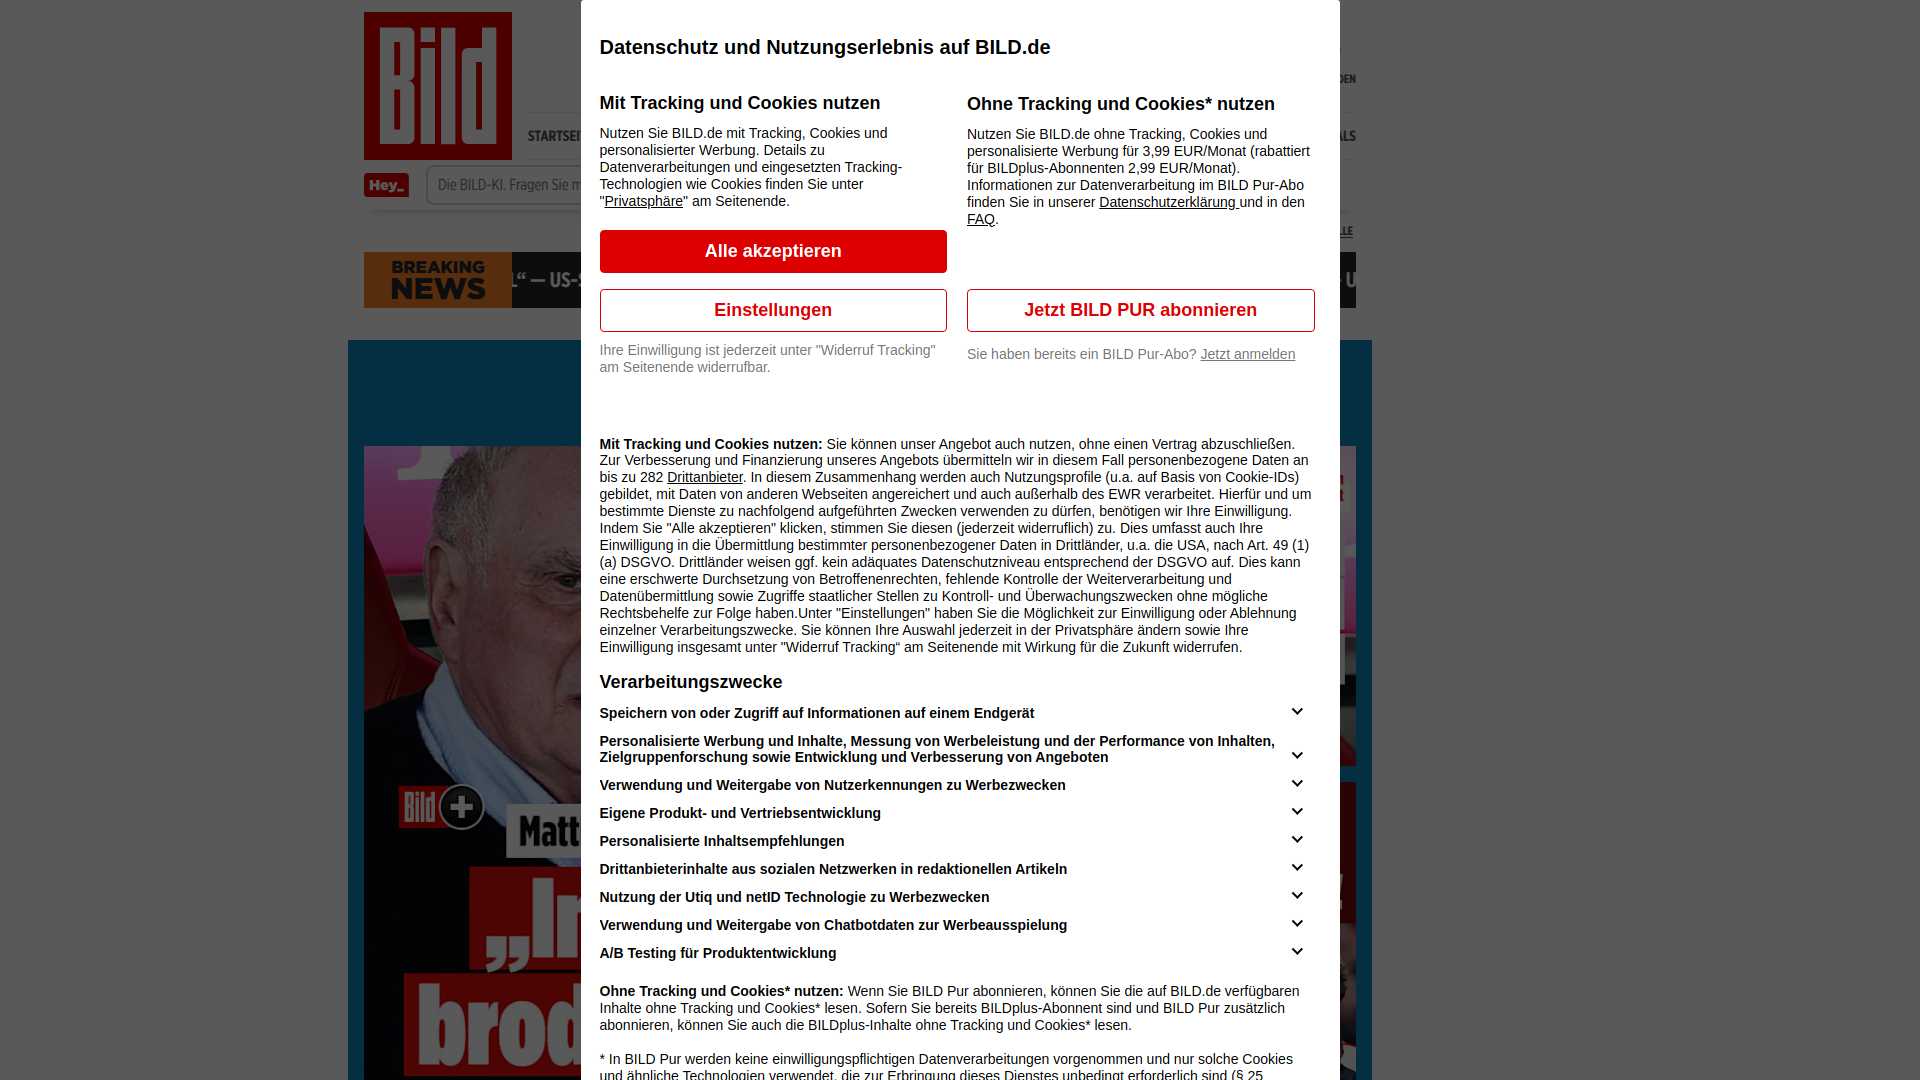 Bild
Datenschutz und Nutzungserlebnis auf BILD.de
Mit Tracking und Cookies nutzen
Nutzen Sie BILD.de mit Tracking, Cookies und
personalisierter Werbung. Details zu
Datenverarbeitungen und eingesetzten Tracking-
Technologien wie Cookies finden Sie unter
"Privatsphäre" am Seitenende.
Alle akzeptieren
Einstellungen
Ihre Einwilligung ist jederzeit unter "Widerruf Tracking"
am Seitenende widerrufbar.
Ohne Tracking und Cookies* nutzen
Nutzen Sie BILD.de ohne Tracking, Cookies und
personalisierte Werbung für 3,99 EUR/Monat (rabattiert
für BILDplus-Abonnenten 2,99 EUR/Monat).
Informationen zur Datenverarbeitung im BILD Pur-Abo
finden Sie in unserer Datenschutzerklärung und in den
FAQ.
Jetzt BILD PUR abonnieren
Sie haben bereits ein BILD Pur-Abo? Jetzt anmelden
STARTSEI
ALS
Hey_
Die BILD-KI. Fragen Sie m
BREAKING
NEWS
L“ — US-S
Mit Tracking und Cookies nutzen: Sie können unser Angebot auch nutzen, ohne einen Vertrag abzuschließen.
Zur Verbesserung und Finanzierung unseres Angebots übermitteln wir in diesem Fall personenbezogene Daten an
bis zu 282 Drittanbieter. In diesem Zusammenhang werden auch Nutzungsprofile (u.a. auf Basis von Cookie-IDs)
gebildet, mit Daten von anderen Webseiten angereichert und auch außerhalb des EWR verarbeitet. Hierfür und um
bestimmte Dienste zu nachfolgend aufgeführten Zwecken verwenden zu dürfen, benötigen wir Ihre Einwilligung.
Indem Sie "Alle akzeptieren" klicken, stimmen Sie diesen (jederzeit widerruflich) zu. Dies umfasst auch Ihre
Einwilligung in die Übermittlung bestimmter personenbezogener Daten in Drittländer, u.a. die USA, nach Art. 49 (1)
(a) DSGVO. Drittländer weisen ggf. kein adäquates Datenschutzniveau entsprechend der DSGVO auf. Dies kann
eine erschwerte Durchsetzung von Betroffenenrechten, fehlende Kontrolle der Weiterverarbeitung und
Datenübermittlung sowie Zugriffe staatlicher Stellen zu Kontroll- und Überwachungszwecken ohne mögliche
Rechtsbehelfe zur Folge haben.Unter "Einstellungen" haben Sie die Möglichkeit zur Einwilligung oder Ablehnung
einzelner Verarbeitungszwecke. Sie können Ihre Auswahl jederzeit in der Privatsphäre ändern sowie Ihre
Einwilligung insgesamt unter "Widerruf Tracking“ am Seitenende mit Wirkung für die Zukunft widerrufen.
Verarbeitungszwecke
Speichern von oder Zugriff auf Informationen auf einem Endgerät
Personalisierte Werbung und Inhalte, Messung von Werbeleistung und der Performance von Inhalten,
Zielgruppenforschung sowie Entwicklung und Verbesserung von Angeboten
Verwendung und Weitergabe von Nutzerkennungen zu Werbezwecken
Eigene Produkt- und Vertriebsentwicklung
Personalisierte Inhaltsempfehlungen
Drittanbieterinhalte aus sozialen Netzwerken in redaktionellen Artikeln
Nutzung der Utiq und netID Technologie zu Werbezwecken
Verwendung und Weitergabe von Chatbotdaten zur Werbeausspielung
A/B Testing für Produktentwicklung
Bild +
Matt
„In
brod
Ohne Tracking und Cookies* nutzen: Wenn Sie BILD Pur abonnieren, können Sie die auf BILD.de verfügbaren
Inhalte ohne Tracking und Cookies* lesen. Sofern Sie bereits BILDplus-Abonnent sind und BILD Pur zusätzlich
abonnieren, können Sie auch die BILDplus-Inhalte ohne Tracking und Cookies* lesen.
* In BILD Pur werden keine einwilligungspflichtigen Datenverarbeitungen vorgenommen und nur solche Cookies
und ähnliche Technologien verwendet, die zur Erbringung dieses Dienstes unbedingt erforderlich sind (§ 25